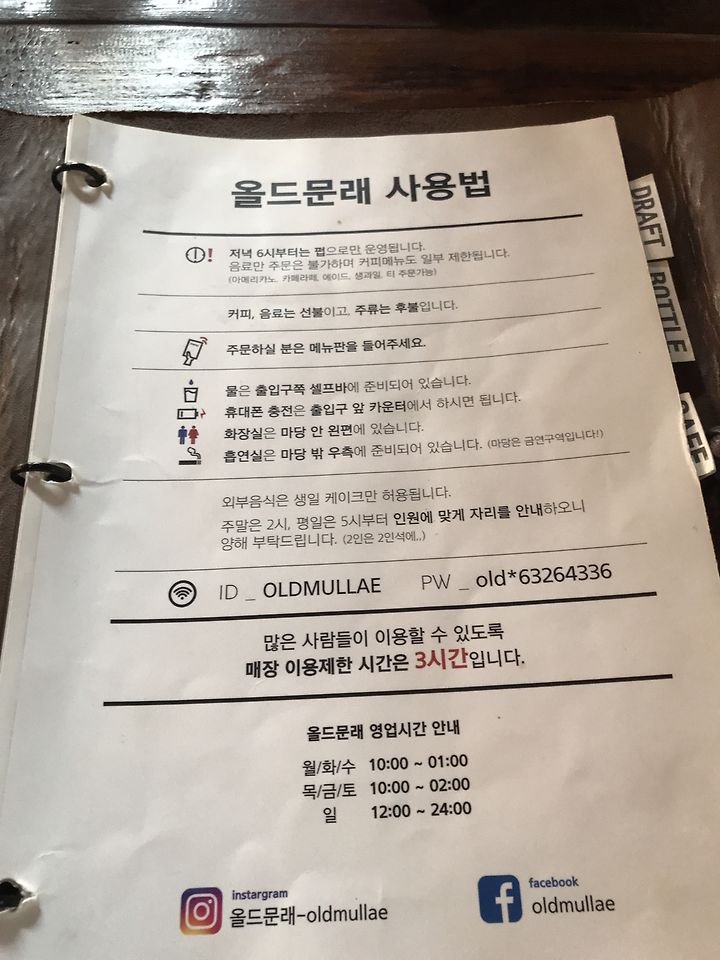 올드문래 사용법
저녁 6시부터는 펍으로만 운영됩니다.
음료만 주문은 불가하며 커피메뉴도 일부 제한됩니다.
(아메리카노, 카페라떼, 에이드, 생과일, 티 주문가능)
커피, 음료는 선불이고, 주류는 후불입니다.
주문하실 분은 메뉴판을 들어주세요.
물은 출입구쪽 셀프바에 준비되어 있습니다.
휴대폰 충전은 출입구 앞 카운터에서 하시면 됩니다.
화장실은 마당 안 왼편에 있습니다.
흡연실은 마당 밖 우측에 준비되어 있습니다. (마당은 금연구역입니다!)
외부음식은 생일 케이크만 허용됩니다.
주말은 2시, 평일은 5시부터 인원에 맞게 자리를 안내하오니
양해 부탁드립니다. (2인은 2인석에,,)
ID _ OLDMULLAE PW _ old*63264336
많은 사람들이 이용할 수 있도록
매장 이용제한 시간은 3시간입니다.
올드문래 영업시간 안내
월/화/수 10:00 ~ 01:00
목/금/토 10:00 ~ 02:00
일 12:00 ~ 24:00
instargram
올드문래-oldmullae
facebook
oldmullae
DRAFT
BOTTLE
CAFE